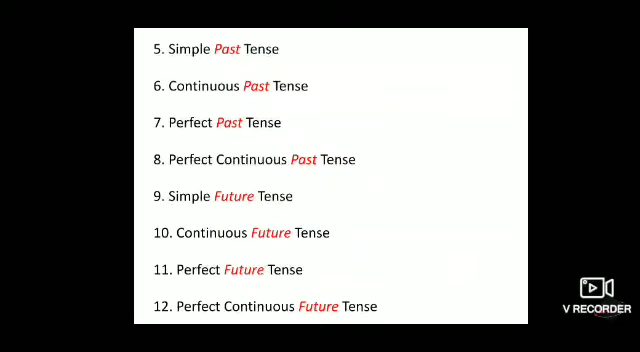 5. Simple Past Tense
6. Continuous Past Tense
7. Perfect Past Tense
8. Perfect Continuous Past Tense
9. Simple Future Tense
10. Continuous Future Tense
11. Perfect Future Tense
12. Perfect Continuous Future Tense
V RECORDER